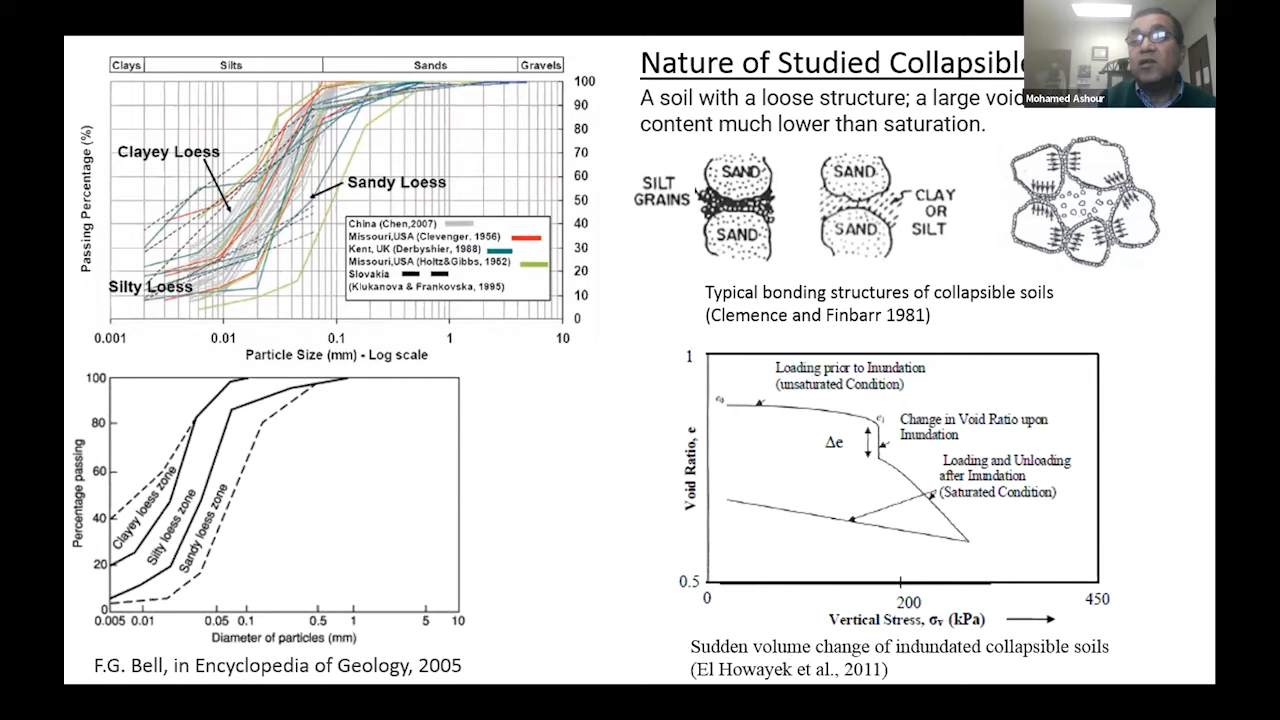 Nature of Studied Collapsible
A soil with a loose structure; a large void
content much lower than saturation.
Mohamed Ashour
Clays
Silts
Sands
Gravels
100
90
80
70
60
50
40
30
20
10
0
Passing Percentage (%)
Clayey Loess
Sandy Loess
Silty Loess
China (Chen,2007)
Missouri,USA (Clevenger, 1956)
Kent, UK (Derbyshier, 1988)
Missouri,USA (Holtz&Gibbs, 1952)
Slovakia
(Klukanova & Frankovska, 1995)
0.001
0.01
0.1
1
10
Particle Size (mm) - Log scale
100
80
60
40
20
0
Percentage passing
Clayey loess zone
Silty loess zone
Sandy loess zone
0.005
0.01
0.05
0.1
0.5
1
5
10
Diameter of particles (mm)
F.G. Bell, in Encyclopedia of Geology, 2005
SILT
GRAINS
SAND
SAND
SAND
SAND
CLAY
OR
SILT
Typical bonding structures of collapsible soils
(Clemence and Finbarr 1981)
1
0.5
Void Ratio, e
e0
e1
Loading prior to Inundation
(unsaturated Condition)
Δe
Change in Void Ratio upon
Inundation
Loading and Unloading
after Inundation
(Saturated Condition)
0
200
450
Vertical Stress, σv (kPa)
Sudden volume change of indundated collapsible soils
(El Howayek et al., 2011)